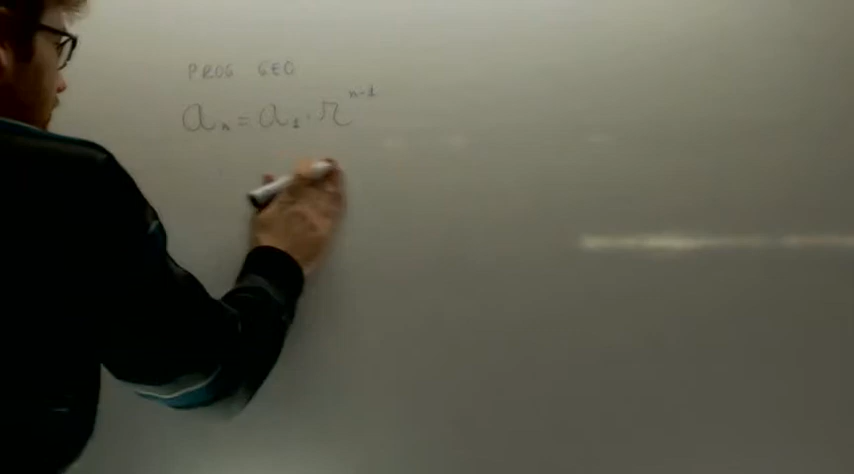 PROG GEO
aₙ = a₁ · r^{n-1}